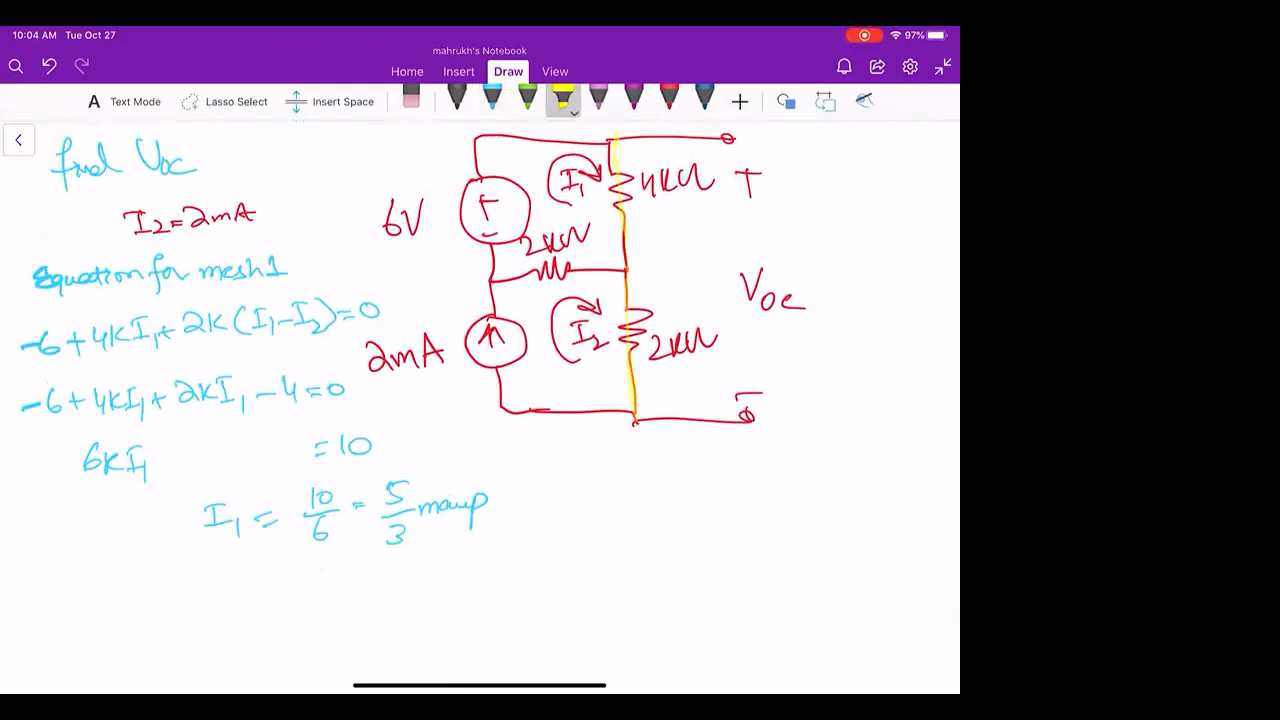 10:04 AM Tue Oct 27
97%
mahrukh's Notebook
Home Insert Draw View
A Text Mode Lasso Select Insert Space
find Voc
I2=2mA
Equation for mesh1
-6+4KI1+2K(I1-I2)=0
-6+4KI1+2KI1-4=0
6KI1 =10
I1 = 10/6 = 5/3 mamp
I1
4KΩ
+
6V
+
-
2KΩ
Voc
I2
2mA
2KΩ
-